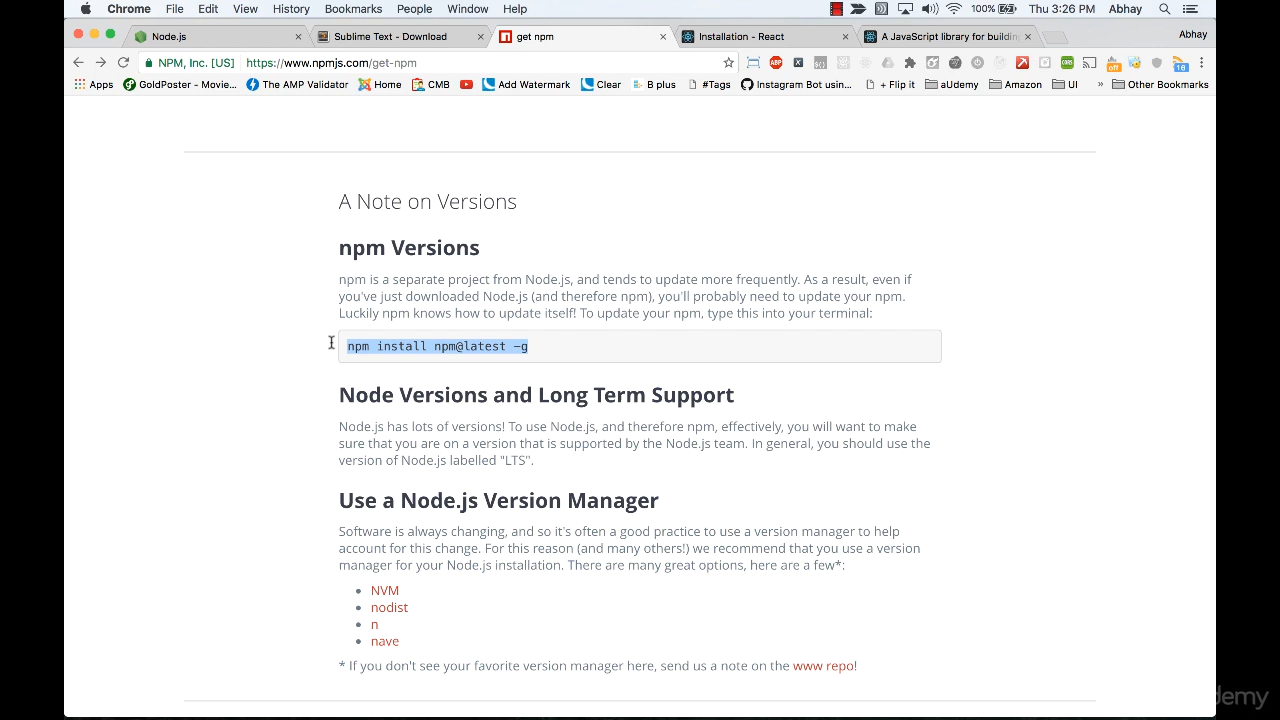 Chrome File Edit View History Bookmarks People Window Help 100% Thu 3:26 PM Abhay
Node.js Sublime Text - Download get npm Installation - React A JavaScript library for buildin Abhay
NPM, Inc. [US] https://www.npmjs.com/get-npm
Apps GoldPoster - Movie... The AMP Validator Home CMB Add Watermark Clear B plus #Tags Instagram Bot usin... + Flip it aUdemy Amazon UI » Other Bookmarks
A Note on Versions
npm Versions
npm is a separate project from Node.js, and tends to update more frequently. As a result, even if
you've just downloaded Node.js (and therefore npm), you'll probably need to update your npm.
Luckily npm knows how to update itself! To update your npm, type this into your terminal:
npm install npm@latest -g
Node Versions and Long Term Support
Node.js has lots of versions! To use Node.js, and therefore npm, effectively, you will want to make
sure that you are on a version that is supported by the Node.js team. In general, you should use the
version of Node.js labelled "LTS".
Use a Node.js Version Manager
Software is always changing, and so it's often a good practice to use a version manager to help
account for this change. For this reason (and many others!) we recommend that you use a version
manager for your Node.js installation. There are many great options, here are a few*:
• NVM
• nodist
• n
• nave
* If you don't see your favorite version manager here, send us a note on the www repo!
demy